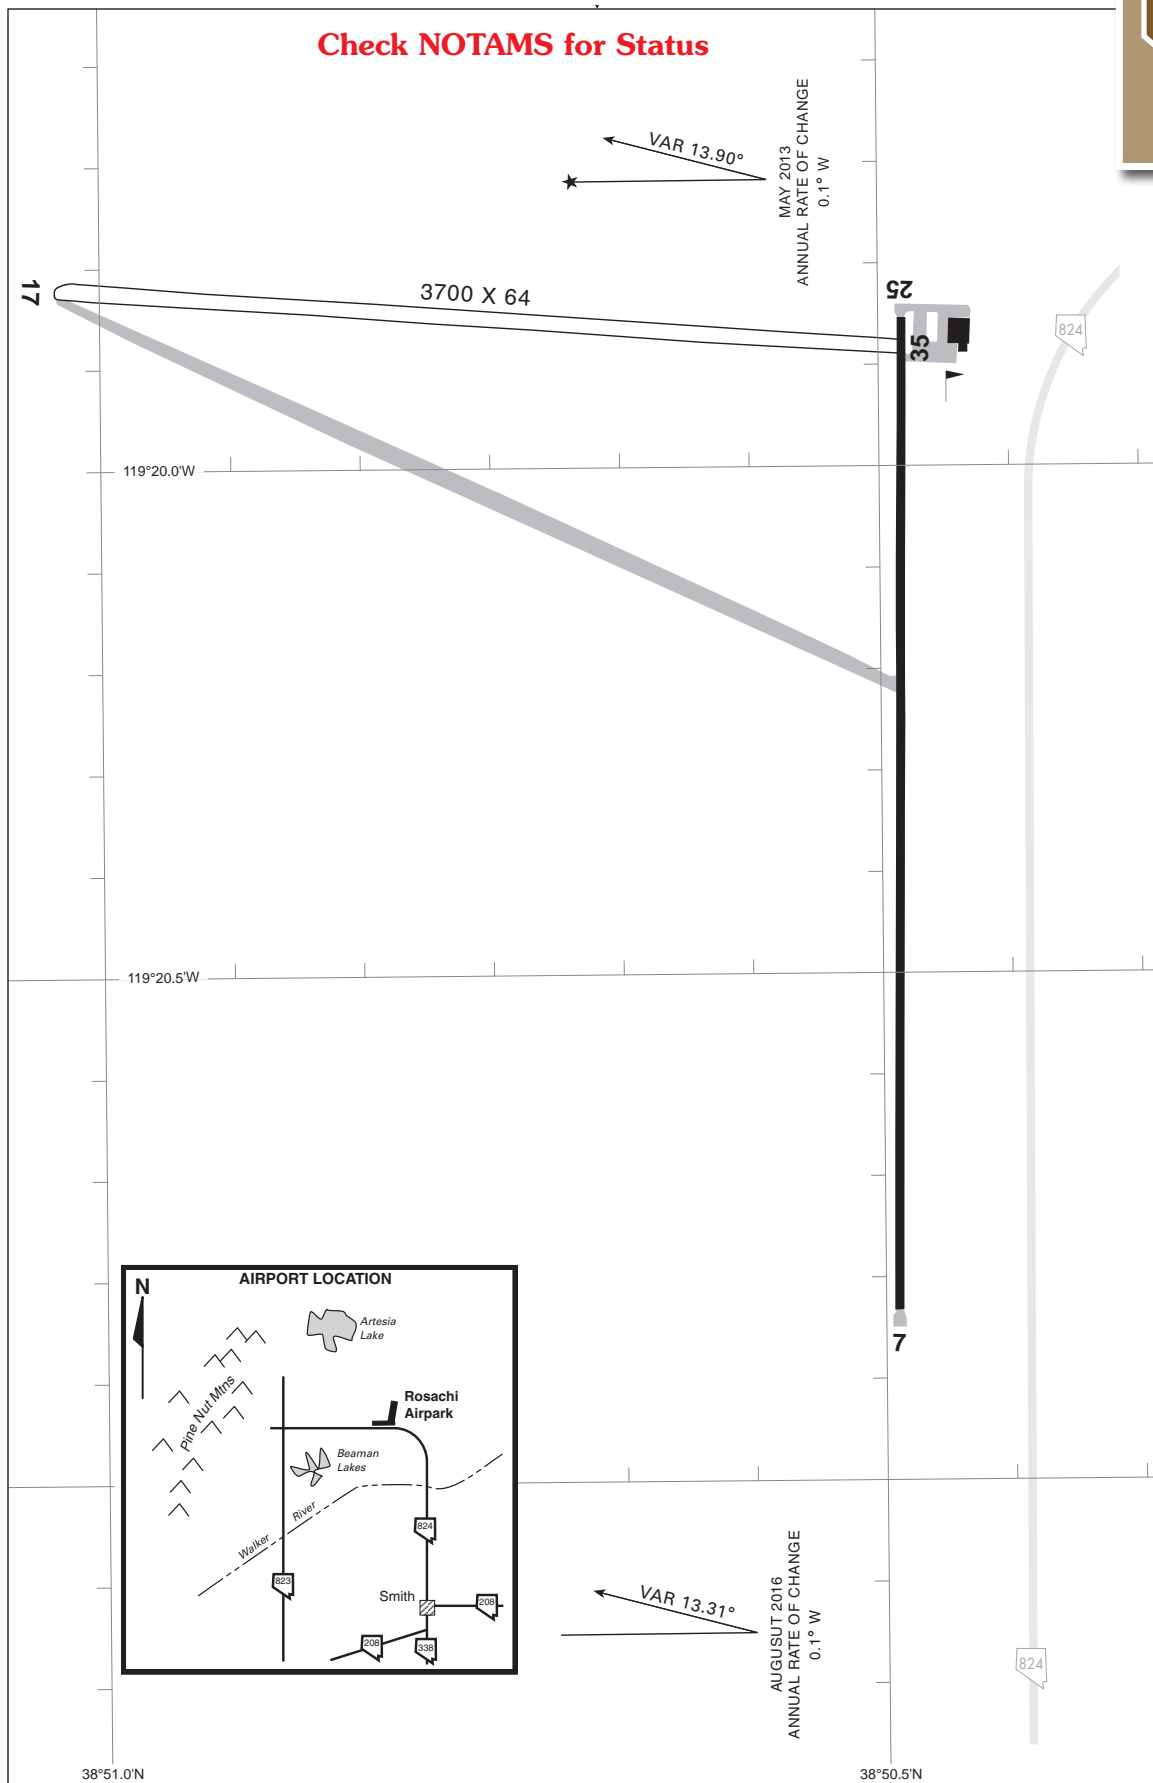 Check NOTAMS for Status
VAR 13.90°
MAY 2013
ANNUAL RATE OF CHANGE
0.1° W
17
3700 X 64
25
35
824
119°20.0'W
119°20.5'W
7
AIRPORT LOCATION
N
Artesia
Lake
Pine Nut Mtns
Rosachi
Airpark
Beaman
Lakes
Walker River
824
823
Smith
208
208
338
VAR 13.31°
AUGUSUT 2016
ANNUAL RATE OF CHANGE
0.1° W
824
38°51.0'N
38°50.5'N